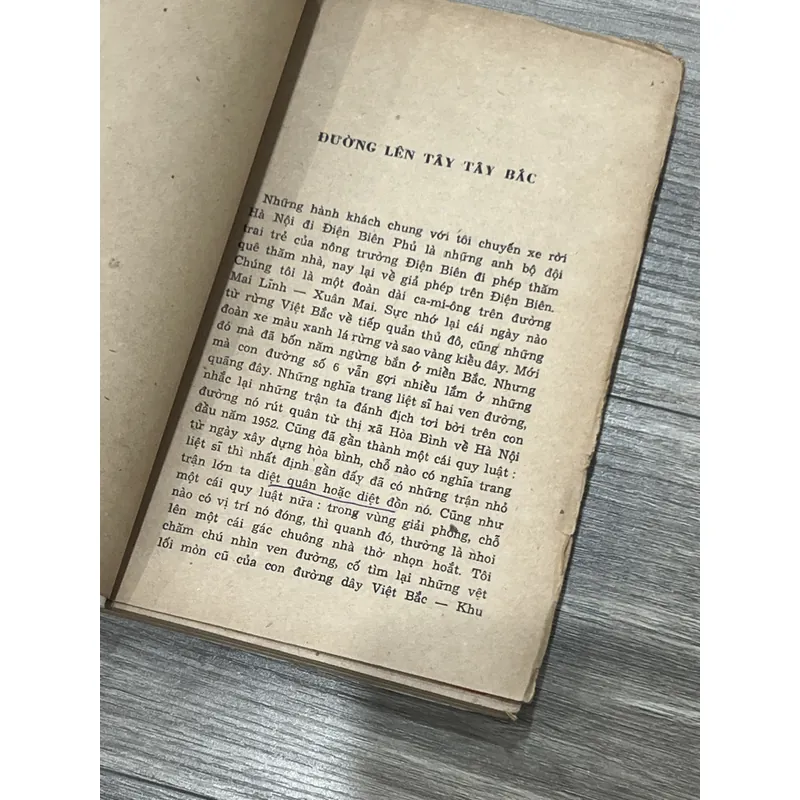 ĐƯỜNG LÊN TÂY TÂY BẮC
Những hành khách chung với tôi chuyến xe rời
Hà Nội đi Điện Biên Phủ là những anh bộ đội
trai trẻ của nông trường Điện Biên đi phép thăm
quê thăm nhà, nay lại về giả phép trên Điện Biên.
Chúng tôi là một đoàn dài ca-mi-ông trên đường
Mai Lĩnh — Xuân Mai. Sực nhớ lại cái ngày nào
từ rừng Việt Bắc về tiếp quản thủ đô, cũng những
đoàn xe màu xanh lá rừng và sao vàng kiểu đây. Mới
đó mà đã bốn năm ngừng bắn ở miền Bắc. Nhưng
mà con đường số 6 vẫn gợi nhiều lắm ở những
quãng đây. Những nghĩa trang liệt sĩ hai ven đường,
nhắc lại những trận ta đánh địch tơi bời trên con
đường nó rút quân từ thị xã Hòa Bình về Hà Nội
đầu năm 1952. Cũng đã gần thành một cái quy luật :
từ ngày xây dựng hòa bình, chỗ nào có nghĩa trang
liệt sĩ thì nhất định gần đấy đã có những trận nhỏ
trận lớn ta diệt quân hoặc diệt đồn nó. Cũng như
một cái quy luật nữa : trong vùng giải phóng, chỗ
nào có vị trí nó đóng, thì quanh đó, thường là nhoi
lên một cái gác chuông nhà thờ nhọn hoắt. Tôi
chăm chú nhìn ven đường, cố tìm lại những vệt
lối mòn cũ của con đường dây Việt Bắc — Khu